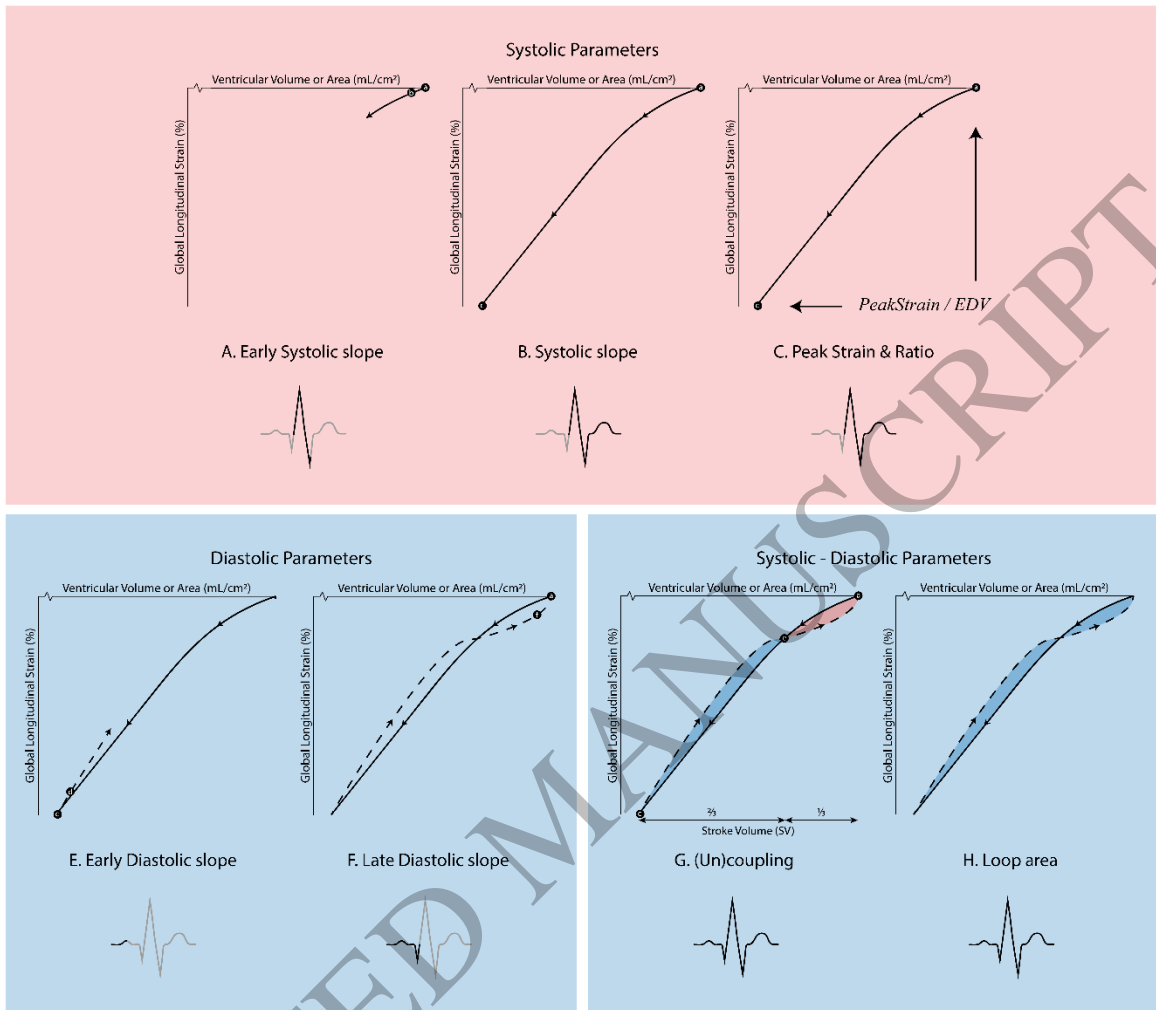 Systolic Parameters
Ventricular Volume or Area (mL/cm²)
Ventricular Volume or Area (mL/cm²)
Ventricular Volume or Area (mL/cm²)
Global Longitudinal Strain (%)
Global Longitudinal Strain (%)
Global Longitudinal Strain (%)
PeakStrain / EDV
A. Early Systolic slope
B. Systolic slope
C. Peak Strain & Ratio
Diastolic Parameters
Ventricular Volume or Area (mL/cm²)
Ventricular Volume or Area (mL/cm²)
Global Longitudinal Strain (%)
Global Longitudinal Strain (%)
E. Early Diastolic slope
F. Late Diastolic slope
Systolic - Diastolic Parameters
Ventricular Volume or Area (mL/cm²)
Ventricular Volume or Area (mL/cm²)
Global Longitudinal Strain (%)
Global Longitudinal Strain (%)
⅔
⅓
Stroke Volume (SV)
G. (Un)coupling
H. Loop area
TED MANUSCRIPT